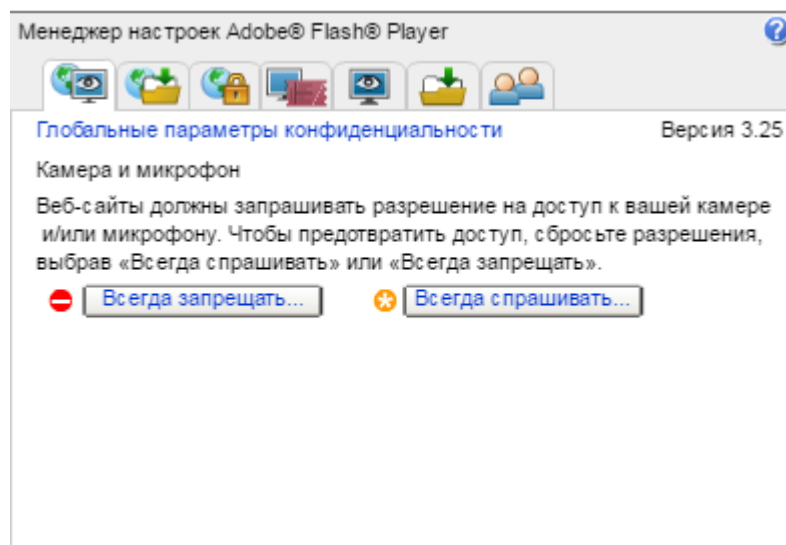 Менеджер настроек Adobe® Flash® Player
?
Глобальные параметры конфиденциальности Версия 3.25
Камера и микрофон
Веб-сайты должны запрашивать разрешение на доступ к вашей камере
и/или микрофону. Чтобы предотвратить доступ, сбросьте разрешения,
выбрав «Всегда спрашивать» или «Всегда запрещать».
Всегда запрещать... Всегда спрашивать...